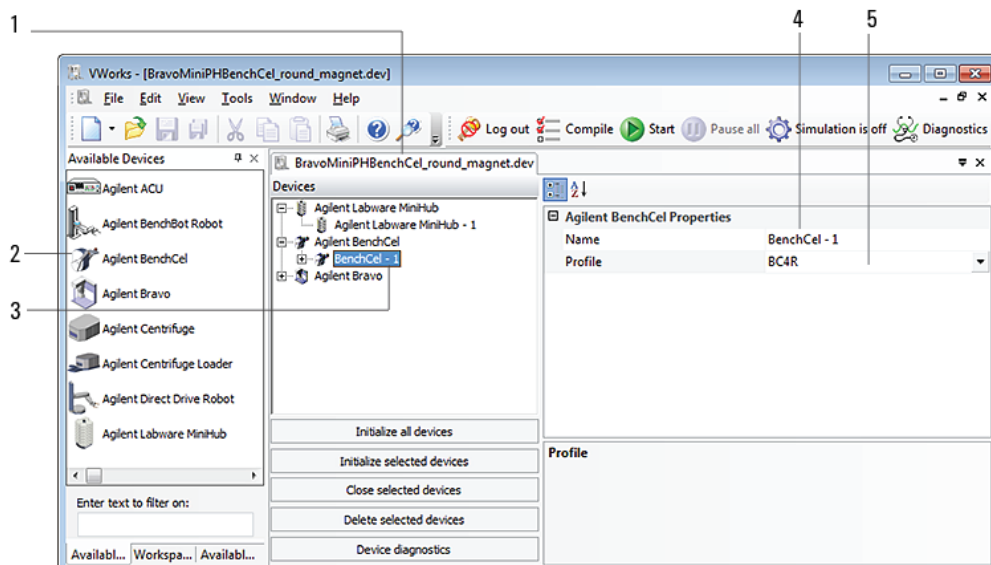 1
4
5
VWorks - [BravoMiniPHBenchCel_round_magnet.dev]
File Edit View Tools Window Help
Log out Compile Start Pause all Simulation is off Diagnostics
Available Devices
BravoMiniPHBenchCel_round_magnet.dev
Agilent ACU
Agilent BenchBot Robot
2
Agilent BenchCel
Agilent Bravo
3
Agilent Centrifuge
Agilent Centrifuge Loader
Agilent Direct Drive Robot
Agilent Labware MiniHub
Enter text to filter on:
Availabl... Workspa... Availabl...
Devices
Agilent Labware MiniHub
Agilent Labware MiniHub - 1
Agilent BenchCel
BenchCel - 1
Agilent Bravo
Initialize all devices
Initialize selected devices
Close selected devices
Delete selected devices
Device diagnostics
Agilent BenchCel Properties
Name BenchCel - 1
Profile BC4R
Profile